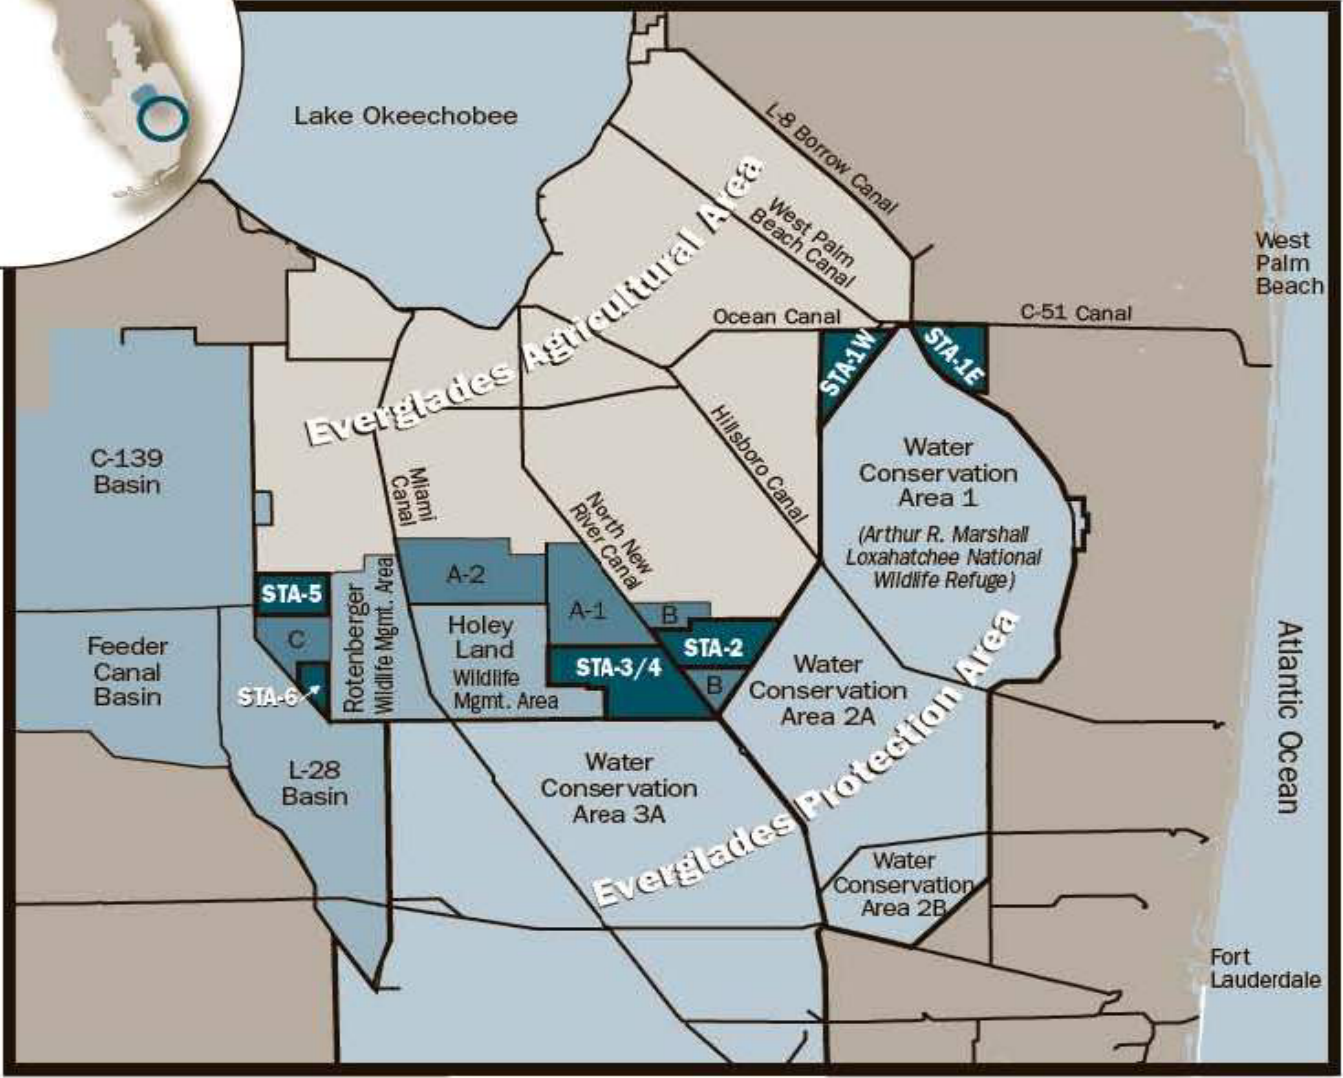 Lake Okeechobee
L-8 Borrow Canal
West Palm
Beach Canal
West
Palm
Beach
Everglades Agricultural Area
Ocean Canal
C-51 Canal
STA-1W
STA-1E
Hillsboro Canal
Water
Conservation
Area 1
(Arthur R. Marshall
Loxahatchee National
Wildlife Refuge)
C-139
Basin
Miami
Canal
North New
River Canal
A-2
A-1
B
STA-5
C
STA-6
Rotenberger
Wildlife Mgmt. Area
Holey
Land
Wildlife
Mgmt. Area
STA-3/4
STA-2
B
Feeder
Canal
Basin
Water
Conservation
Area 2A
L-28
Basin
Water
Conservation
Area 3A
Everglades Protection Area
Water
Conservation
Area 2B
Atlantic Ocean
Fort
Lauderdale